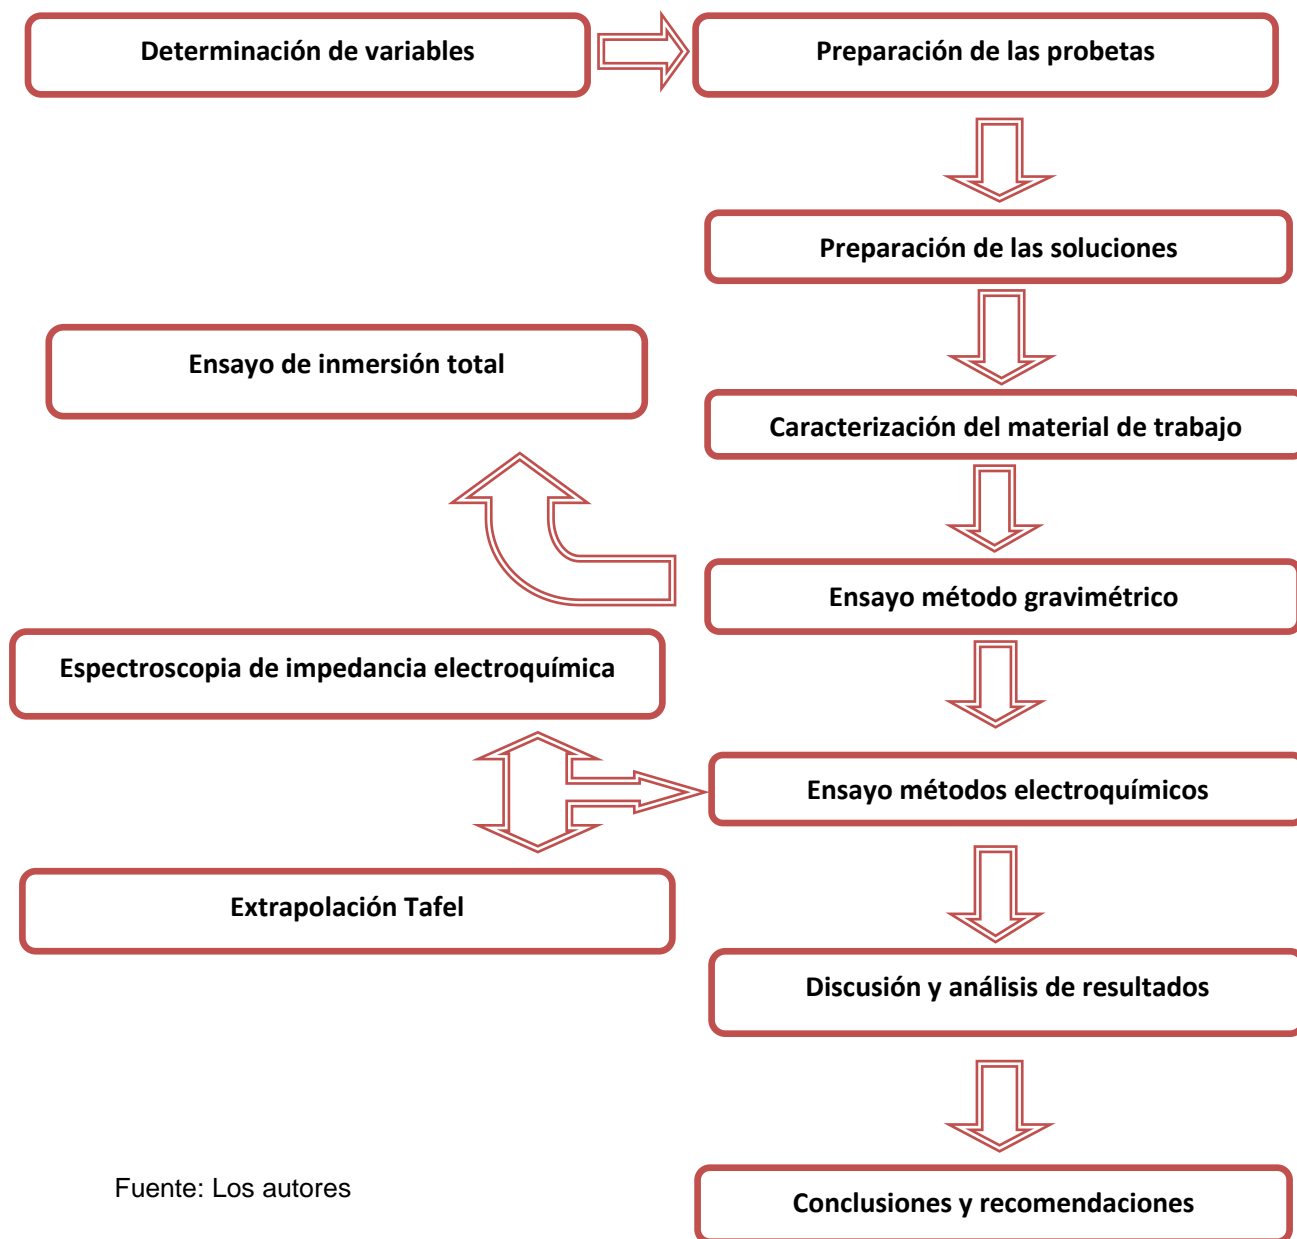 Determinación de variables
Preparación de las probetas
Preparación de las soluciones
Ensayo de inmersión total
Caracterización del material de trabajo
Ensayo método gravimétrico
Espectroscopia de impedancia electroquímica
Ensayo métodos electroquímicos
Extrapolación Tafel
Discusión y análisis de resultados
Fuente: Los autores
Conclusiones y recomendaciones